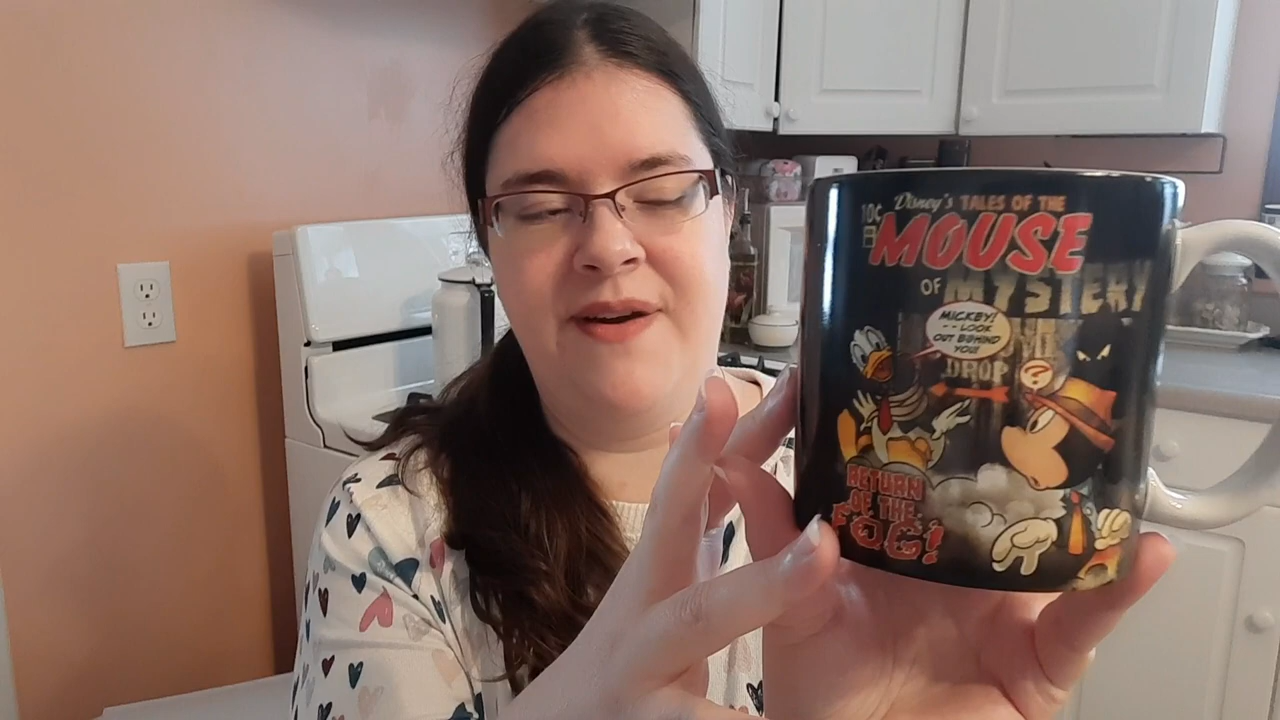 10¢
Disney's TALES OF THE
MOUSE
OF MYSTERY
MICKEY!
-- LOOK
OUT BEHIND
YOU!
DROP
?
RETURN
OF THE
FOG!